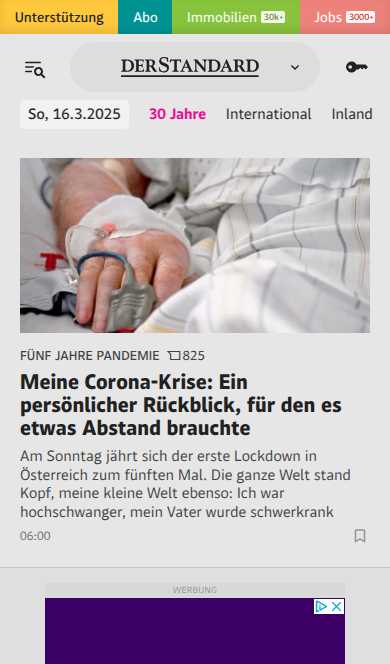 Unterstützung Abo Immobilien 30k+ Jobs 3000+
DERSTANDARD
So, 16.3.2025 30 Jahre International Inland
FÜNF JAHRE PANDEMIE 825
Meine Corona-Krise: Ein
persönlicher Rückblick, für den es
etwas Abstand brauchte
Am Sonntag jährt sich der erste Lockdown in
Österreich zum fünften Mal. Die ganze Welt stand
Kopf, meine kleine Welt ebenso: Ich war
hochschwanger, mein Vater wurde schwerkrank
06:00
WERBUNG